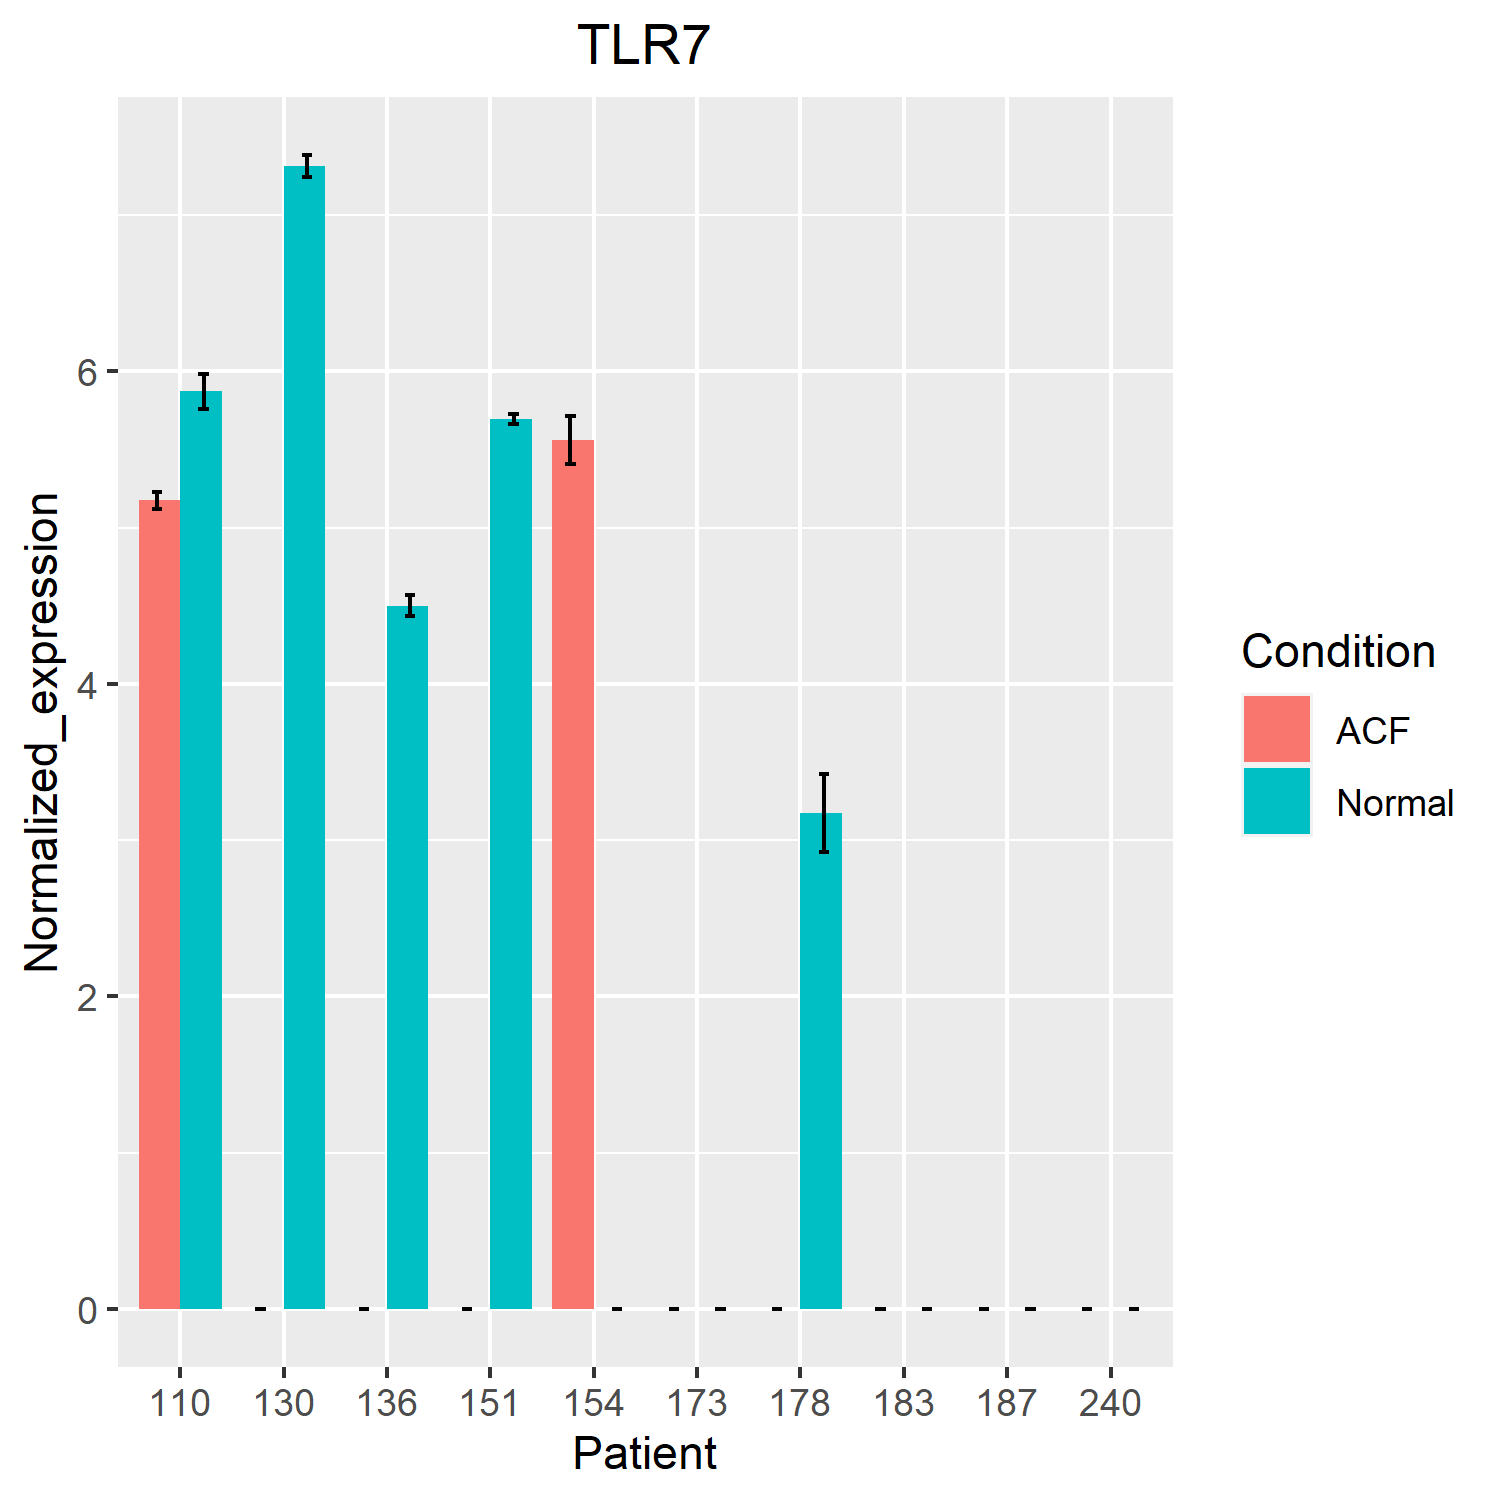 TLR7
Normalized_expression
6
4
2
0
110 130 136 151 154 173 178 183 187 240
Patient
Condition
ACF
Normal